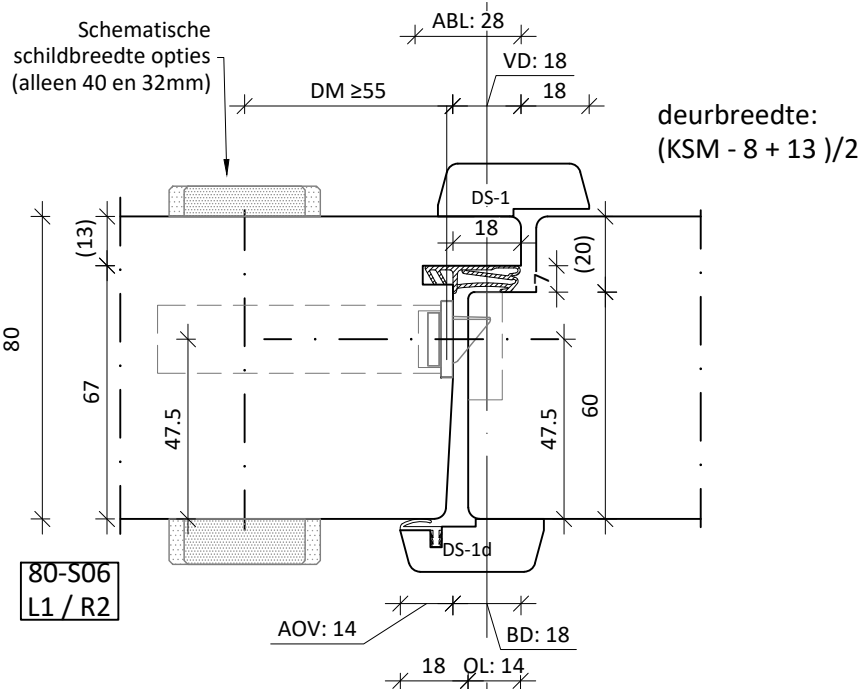 ABL: 28
Schematische
schildbreedte opties
(alleen 40 en 32mm)
VD: 18
DM ≥55
18
deurbreedte:
(KSM - 8 + 13 )/2
DS-1
18
(13)
(20)
7
80
67
47.5
47.5
60
DS-1d
80-S06
L1 / R2
AOV: 14
BD: 18
18
OL: 14